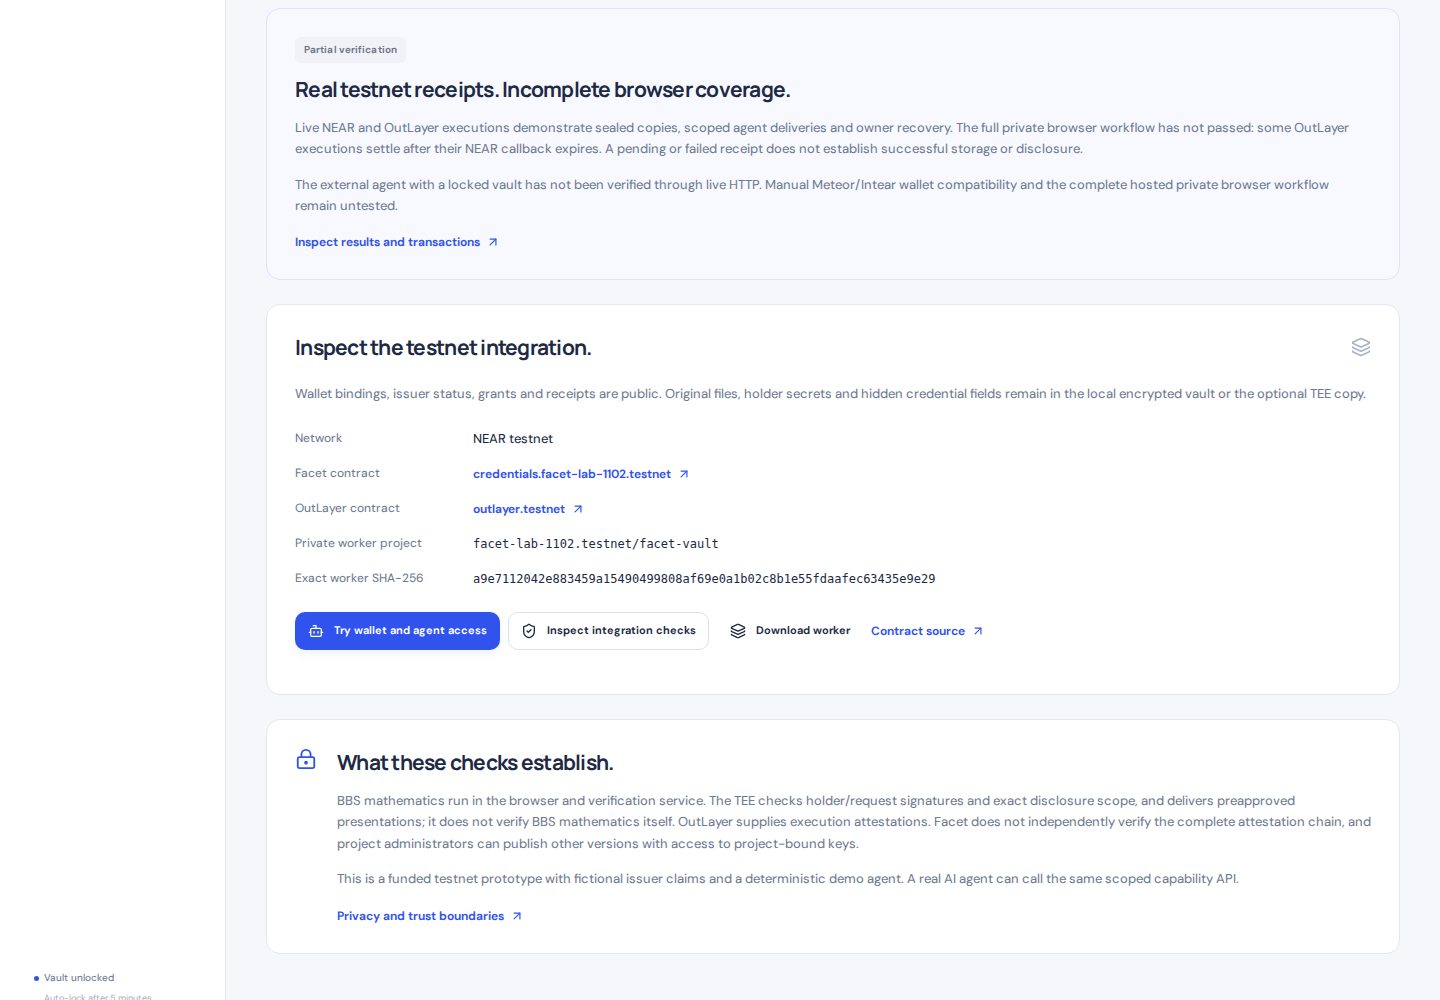 Partial verification
Real testnet receipts. Incomplete browser coverage.
Live NEAR and OutLayer executions demonstrate sealed copies, scoped agent deliveries and owner recovery. The full private browser workflow has not passed: some OutLayer
executions settle after their NEAR callback expires. A pending or failed receipt does not establish successful storage or disclosure.
The external agent with a locked vault has not been verified through live HTTP. Manual Meteor/Intear wallet compatibility and the complete hosted private browser workflow
remain untested.
Inspect results and transactions
Inspect the testnet integration.
Wallet bindings, issuer status, grants and receipts are public. Original files, holder secrets and hidden credential fields remain in the local encrypted vault or the optional TEE copy.
Network NEAR testnet
Facet contract credentials.facet-lab-1102.testnet
OutLayer contract outlayer.testnet
Private worker project facet-lab-1102.testnet/facet-vault
Exact worker SHA-256 a9e7112042e883459a15490499808af69e0a1b02c8b1e55fdaafec63435e9e29
Try wallet and agent access Inspect integration checks Download worker Contract source
What these checks establish.
BBS mathematics run in the browser and verification service. The TEE checks holder/request signatures and exact disclosure scope, and delivers preapproved
presentations; it does not verify BBS mathematics itself. OutLayer supplies execution attestations. Facet does not independently verify the complete attestation chain, and
project administrators can publish other versions with access to project-bound keys.
This is a funded testnet prototype with fictional issuer claims and a deterministic demo agent. A real AI agent can call the same scoped capability API.
Privacy and trust boundaries
Vault unlocked
Auto-lock after 5 minutes